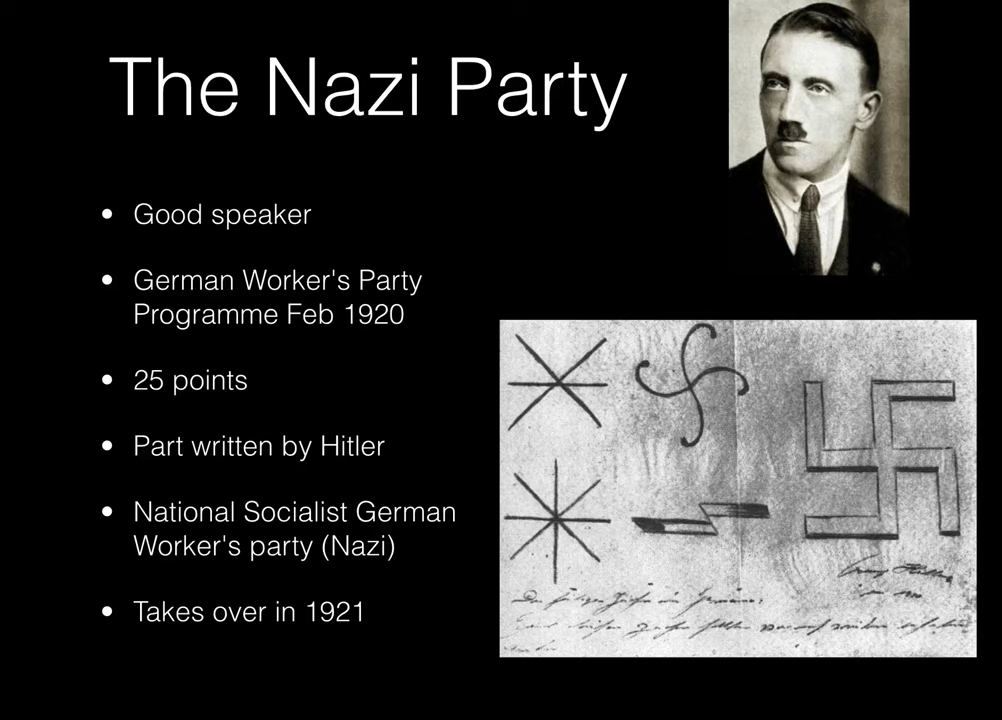 The Nazi Party
• Good speaker
• German Worker's Party
Programme Feb 1920
• 25 points
• Part written by Hitler
• National Socialist German
Worker's party (Nazi)
• Takes over in 1921